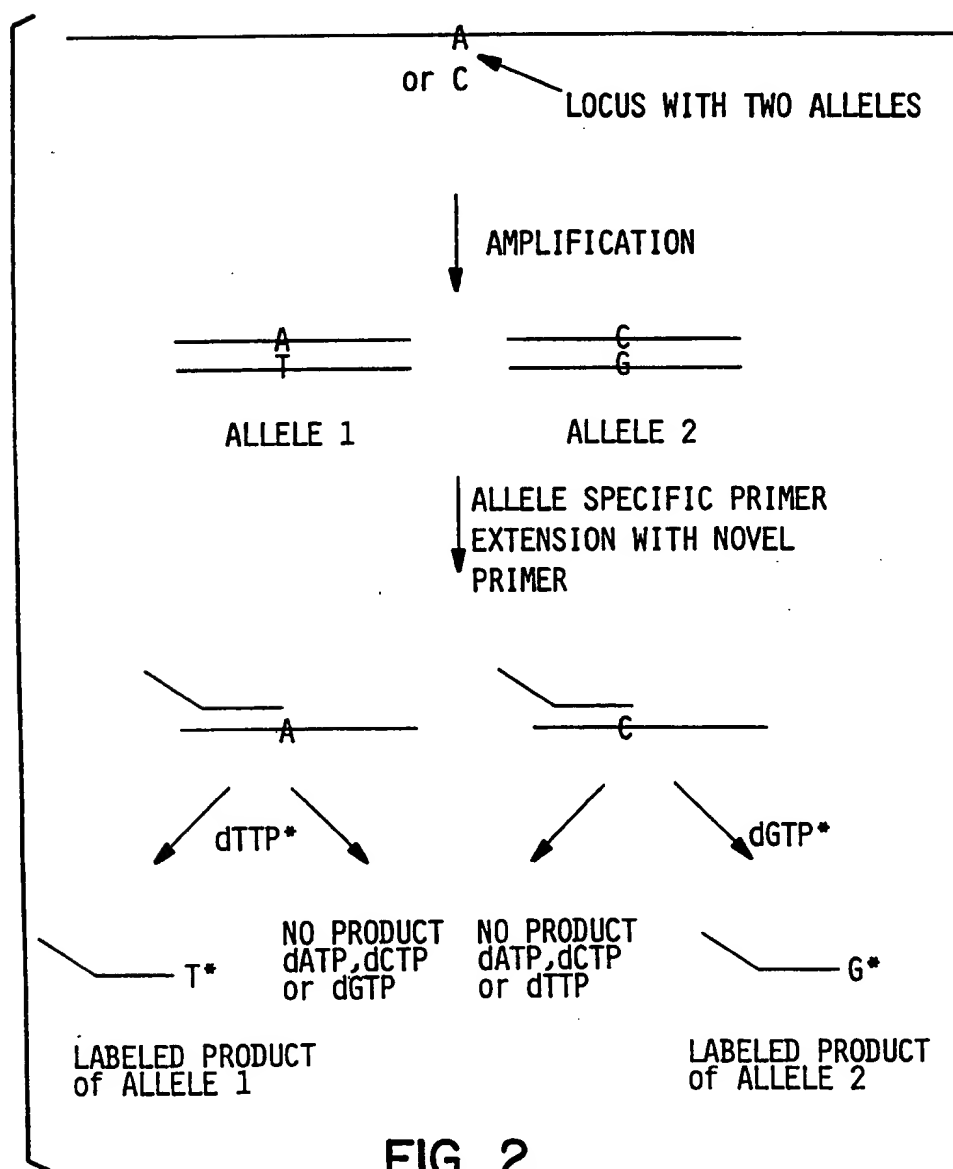 A
or C
LOCUS WITH TWO ALLELES
AMPLIFICATION
A
T
C
G
ALLELE 1
ALLELE 2
ALLELE SPECIFIC PRIMER
EXTENSION WITH NOVEL
PRIMER
A
C
dTTP*
dGTP*
NO PRODUCT
dATP,dCTP
or dGTP
NO PRODUCT
dATP,dCTP
or dTTP
T*
G*
LABELED PRODUCT
of ALLELE 1
LABELED PRODUCT
of ALLELE 2
FIG. 2